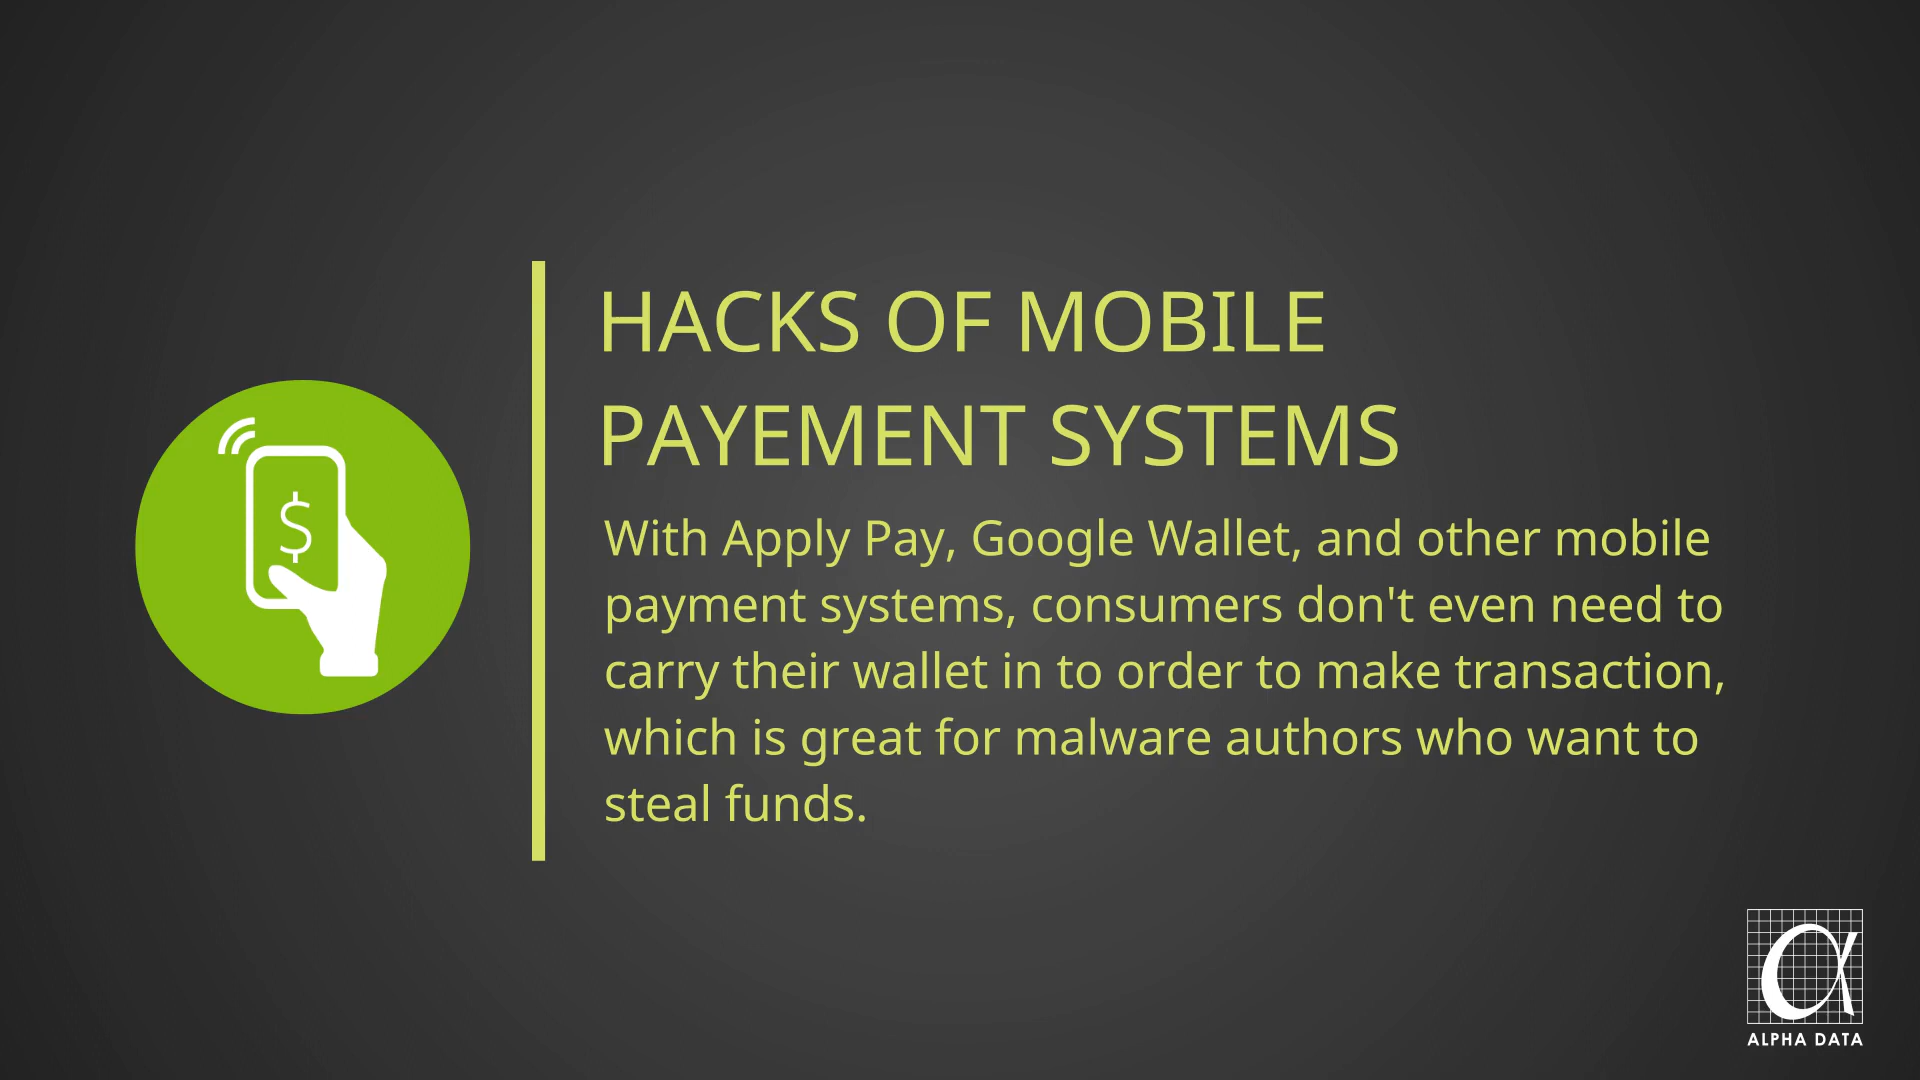 HACKS OF MOBILE
PAYEMENT SYSTEMS
With Apply Pay, Google Wallet, and other mobile
payment systems, consumers don't even need to
carry their wallet in to order to make transaction,
which is great for malware authors who want to
steal funds.
$
α
ALPHA DATA